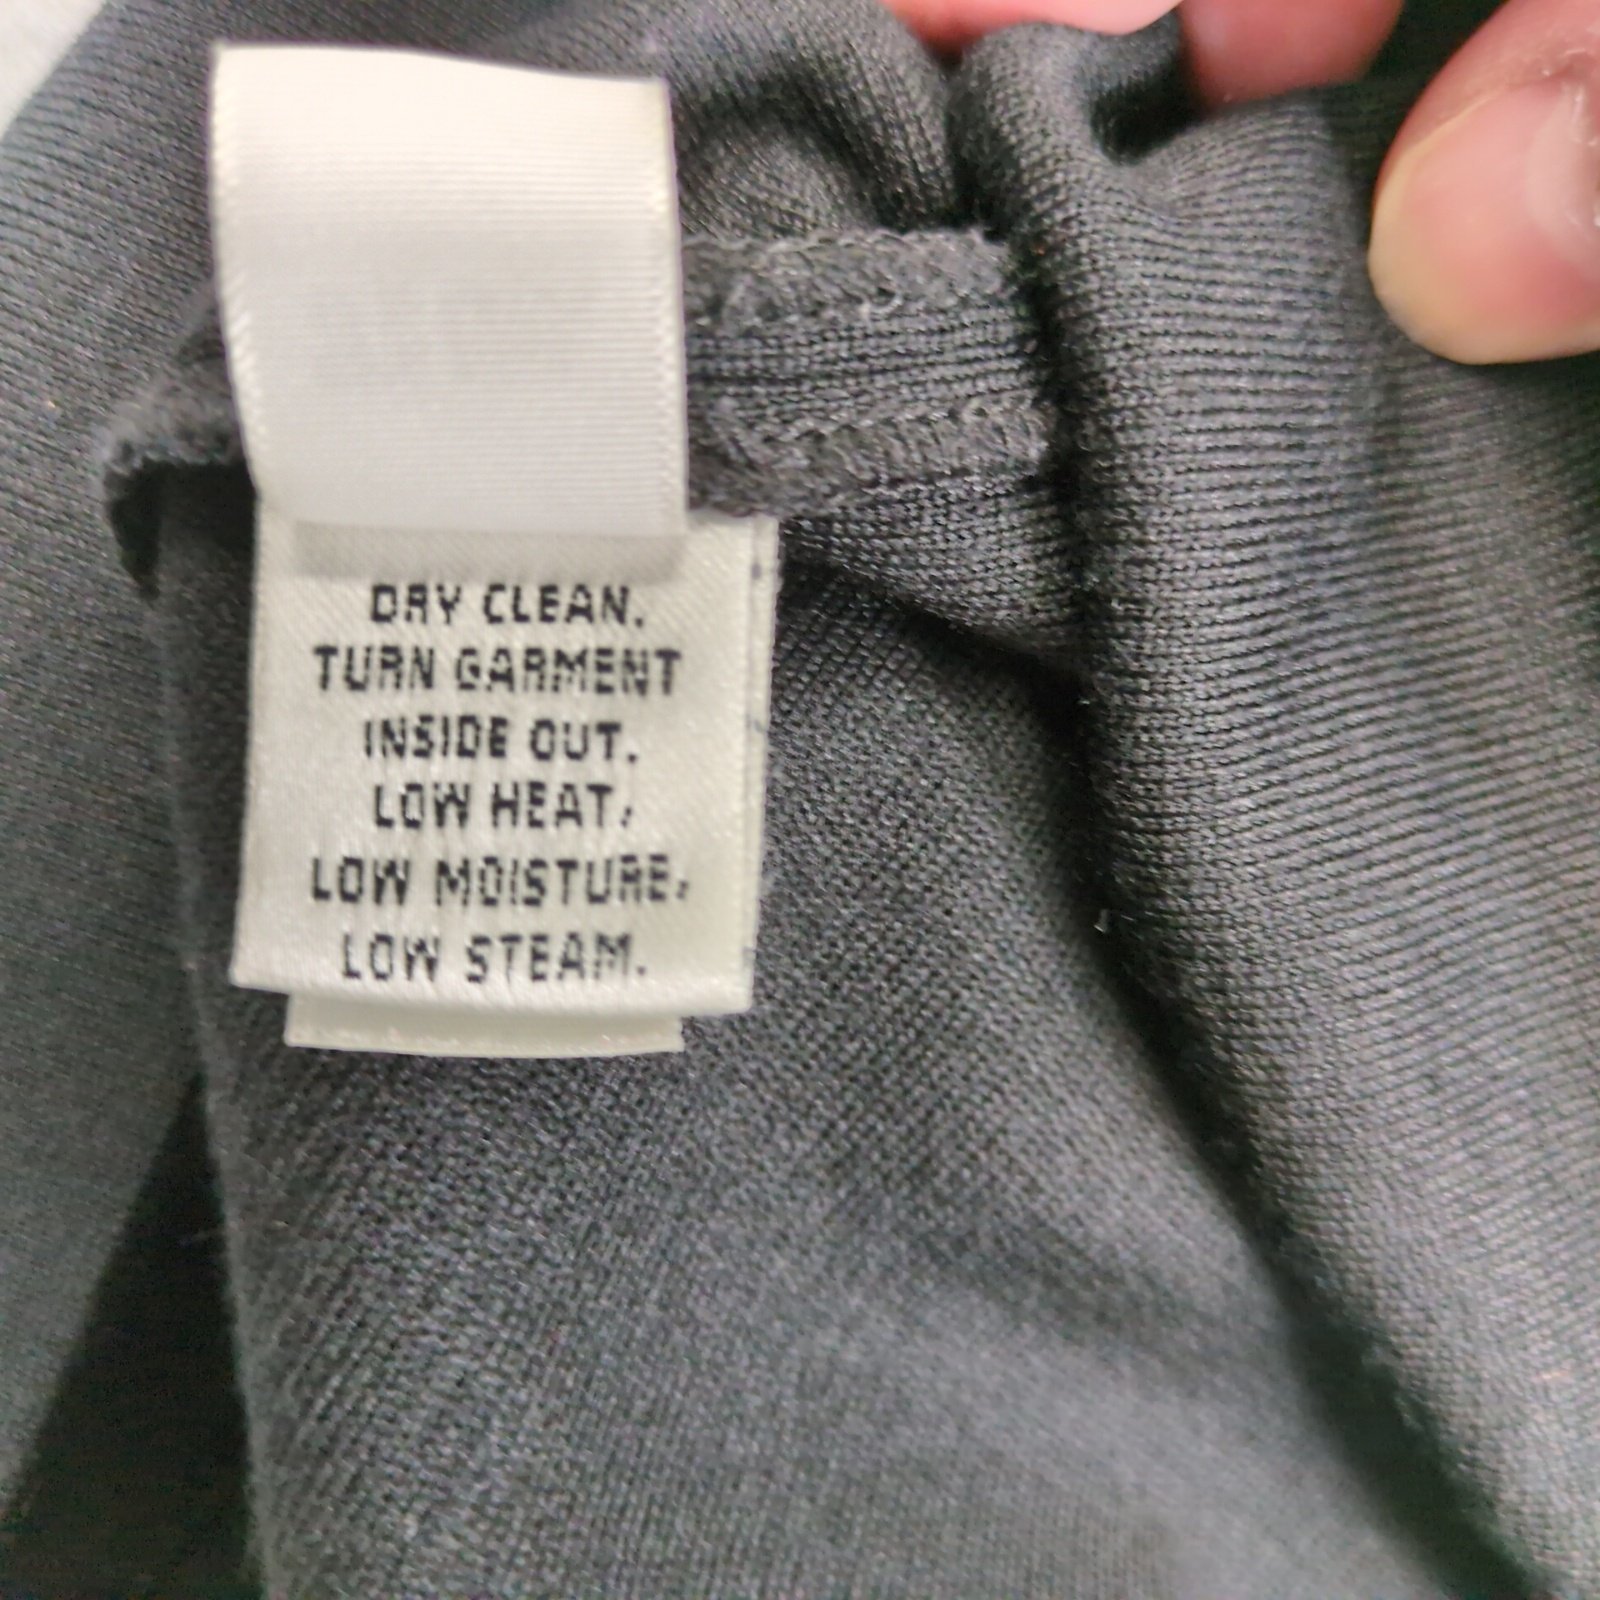 DRY CLEAN.
TURN GARMENT
INSIDE OUT.
LOW HEAT,
LOW MOISTURE,
LOW STEAM.